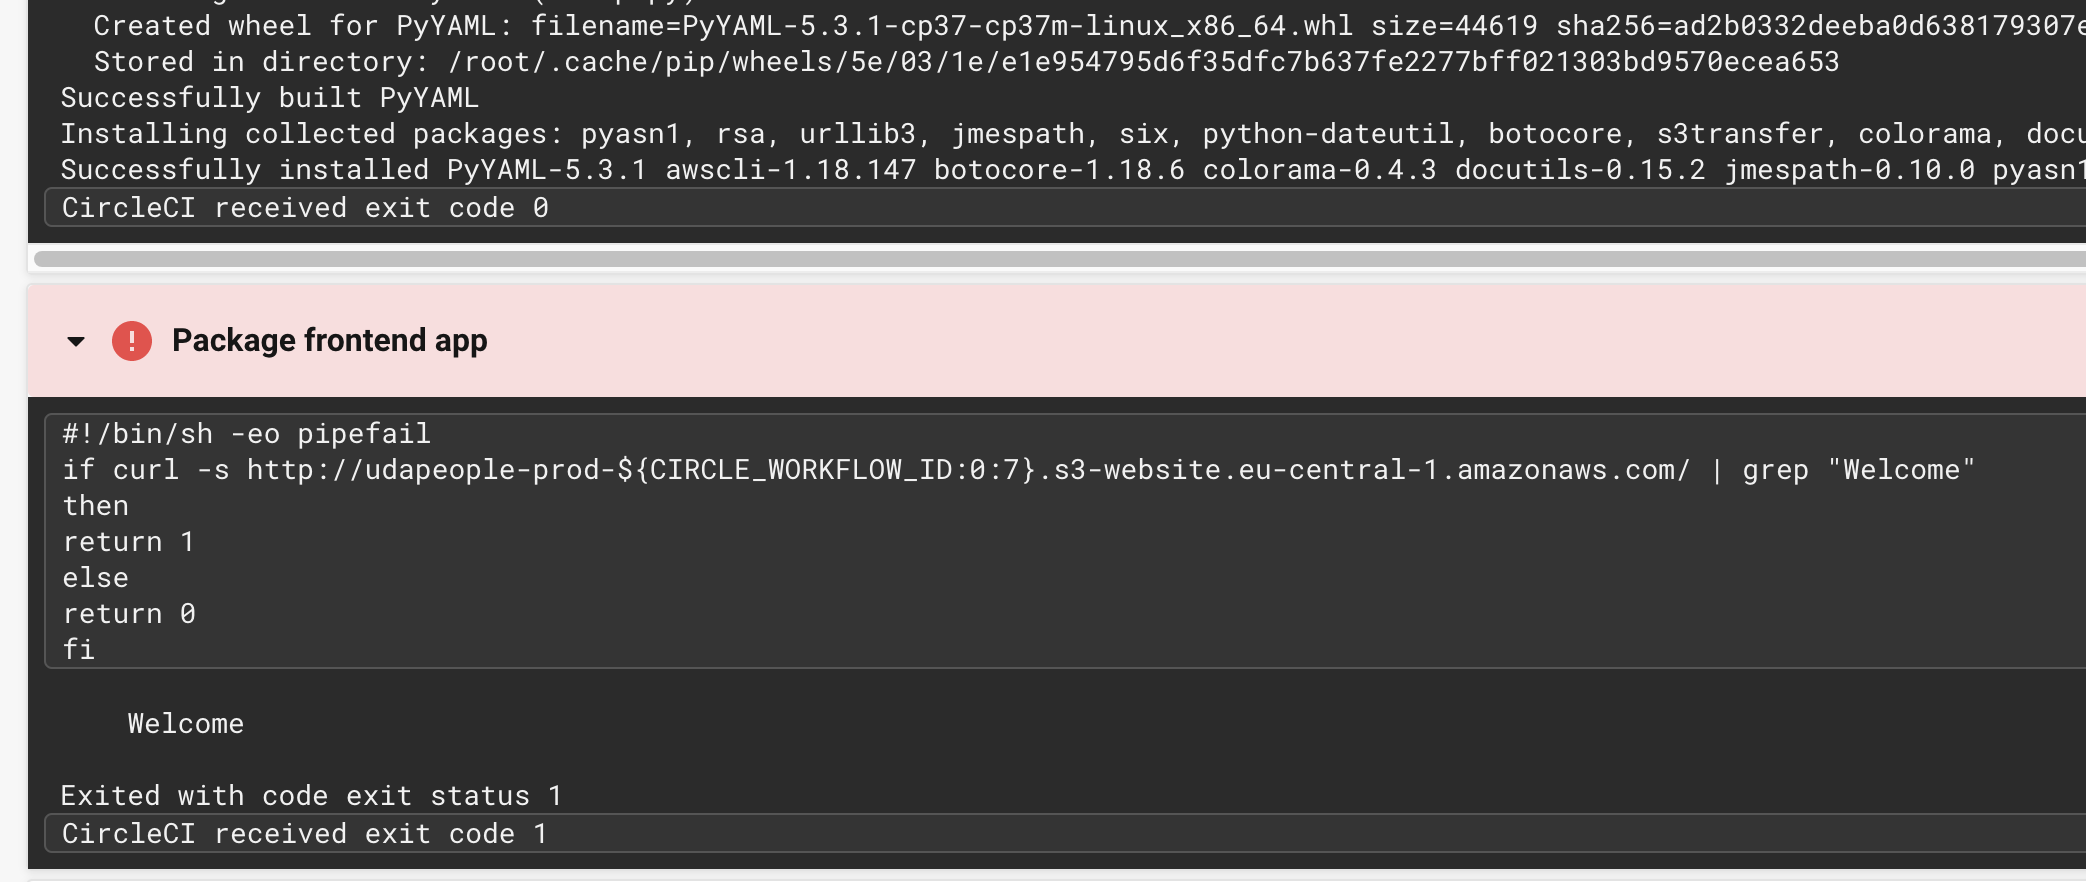 Created wheel for PyYAML: filename=PyYAML-5.3.1-cp37-cp37m-linux_x86_64.whl size=44619 sha256=ad2b0332deeba0d638179307e
Stored in directory: /root/.cache/pip/wheels/5e/03/1e/e1e954795d6f35dfc7b637fe2277bff021303bd9570ecea653
Successfully built PyYAML
Installing collected packages: pyasn1, rsa, urllib3, jmespath, six, python-dateutil, botocore, s3transfer, colorama, docu
Successfully installed PyYAML-5.3.1 awscli-1.18.147 botocore-1.18.6 colorama-0.4.3 docutils-0.15.2 jmespath-0.10.0 pyasn1
CircleCI received exit code 0
Package frontend app
#!/bin/sh -eo pipefail
if curl -s http://udapeople-prod-${CIRCLE_WORKFLOW_ID:0:7}.s3-website.eu-central-1.amazonaws.com/ | grep "Welcome"
then
return 1
else
return 0
fi
Welcome
Exited with code exit status 1
CircleCI received exit code 1